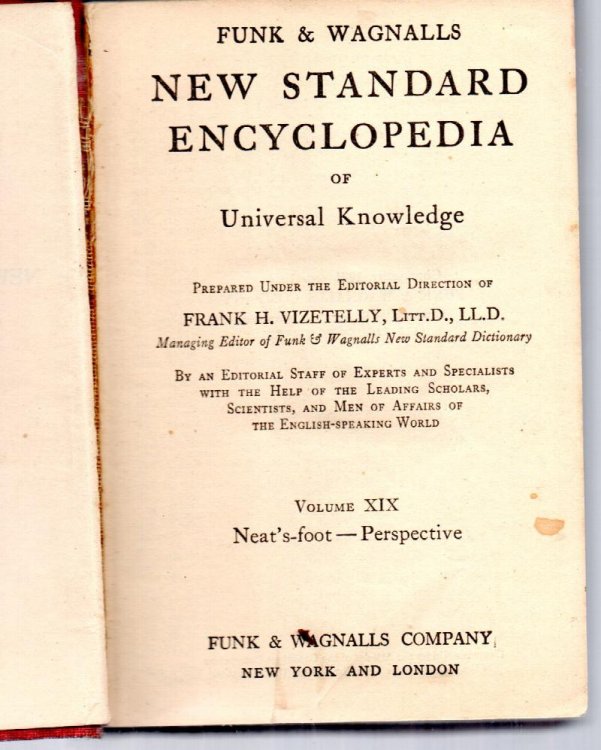 FUNK & WAGNALLS
NEW STANDARD
ENCYCLOPEDIA
OF
Universal Knowledge
PREPARED UNDER THE EDITORIAL DIRECTION OF
FRANK H. VIZETELLY, LITT.D., LL.D.
Managing Editor of Funk & Wagnalls New Standard Dictionary
BY AN EDITORIAL STAFF OF EXPERTS AND SPECIALISTS
WITH THE HELP OF THE LEADING SCHOLARS,
SCIENTISTS, AND MEN OF AFFAIRS OF
THE ENGLISH-SPEAKING WORLD
VOLUME XIX
Neat's-foot — Perspective
FUNK & WAGNALLS COMPANY
NEW YORK AND LONDON